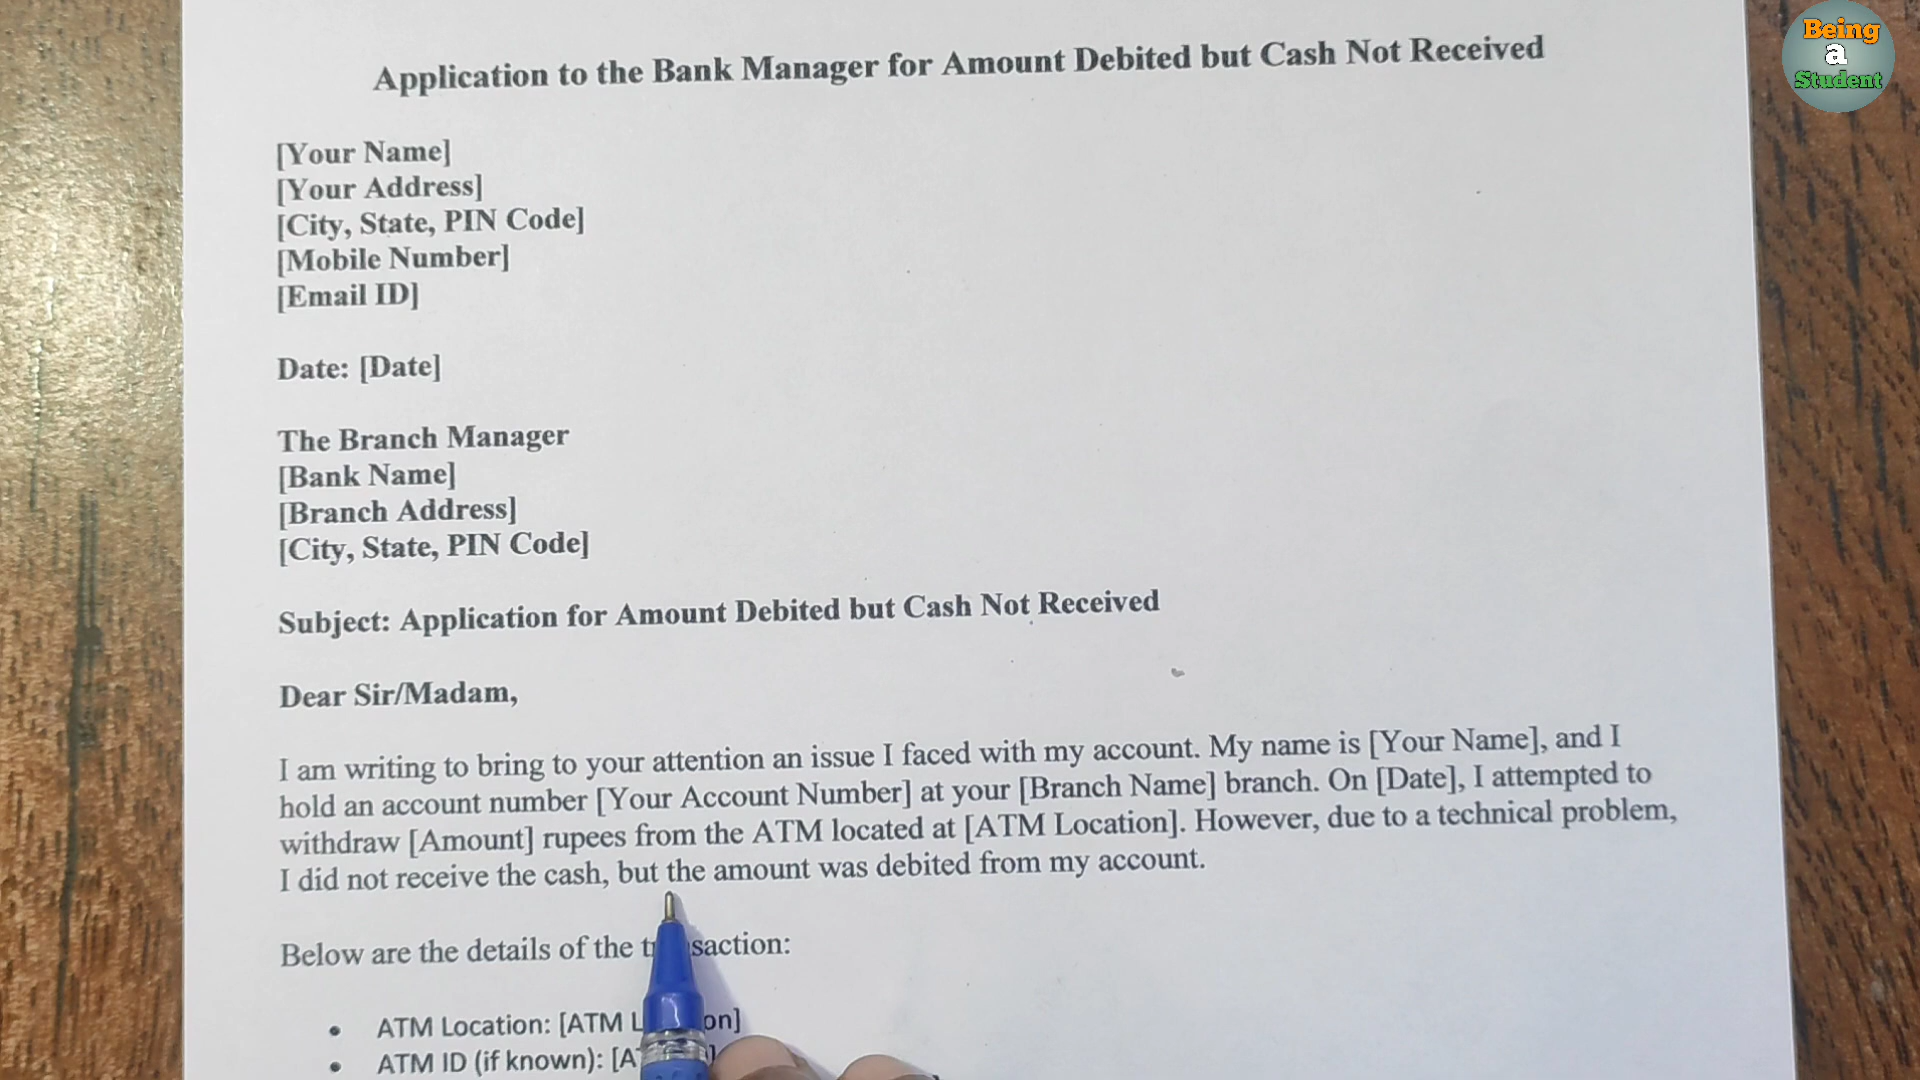 Being
a
Student
Application to the Bank Manager for Amount Debited but Cash Not Received
[Your Name]
[Your Address]
[City, State, PIN Code]
[Mobile Number]
[Email ID]
Date: [Date]
The Branch Manager
[Bank Name]
[Branch Address]
[City, State, PIN Code]
Subject: Application for Amount Debited but Cash Not Received
Dear Sir/Madam,
I am writing to bring to your attention an issue I faced with my account. My name is [Your Name], and I
hold an account number [Your Account Number] at your [Branch Name] branch. On [Date], I attempted to
withdraw [Amount] rupees from the ATM located at [ATM Location]. However, due to a technical problem,
I did not receive the cash, but the amount was debited from my account.
Below are the details of the
• ATM Location: [ATM
• ATM ID (if known):